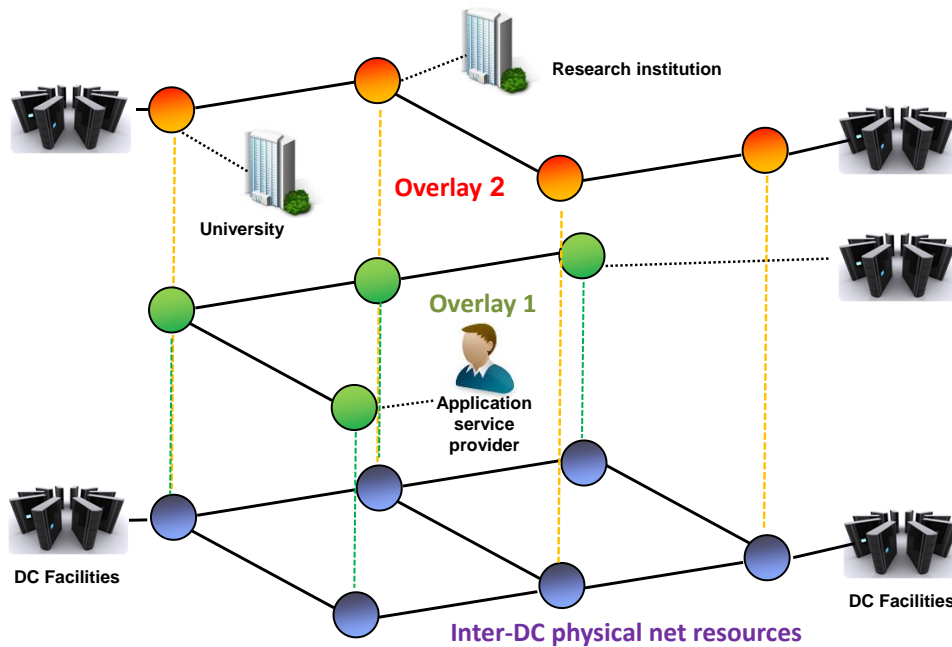 Research institution
Overlay 2
University
Overlay 1
Application
service
provider
DC Facilities
DC Facilities
Inter-DC physical net resources